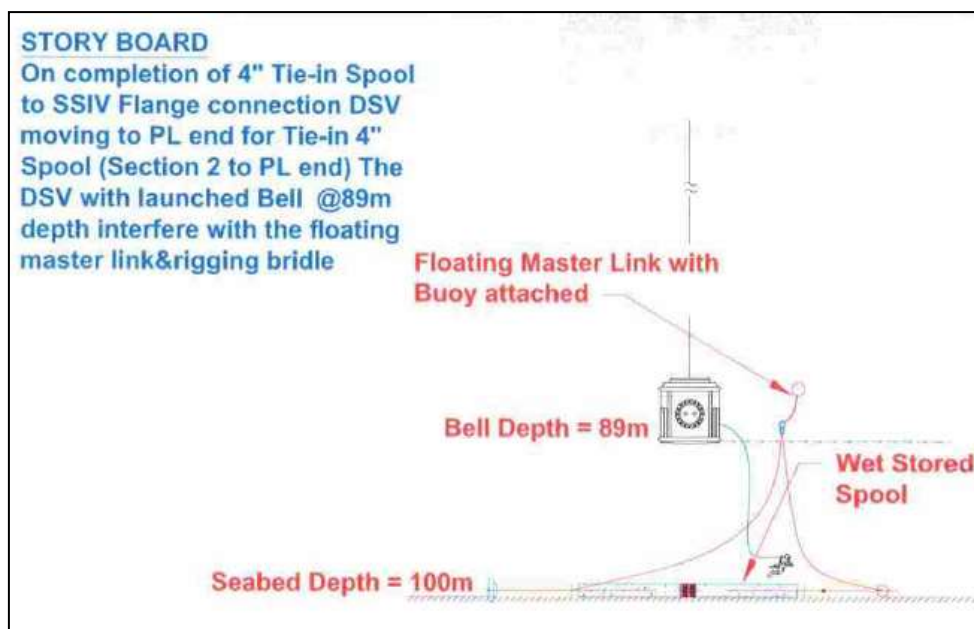 STORY BOARD
On completion of 4" Tie-in Spool
to SSIV Flange connection DSV
moving to PL end for Tie-in 4"
Spool (Section 2 to PL end) The
DSV with launched Bell @89m
depth interfere with the floating
master link&rigging bridle
Floating Master Link with
Buoy attached
Bell Depth = 89m
Wet Stored
Spool
Seabed Depth = 100m